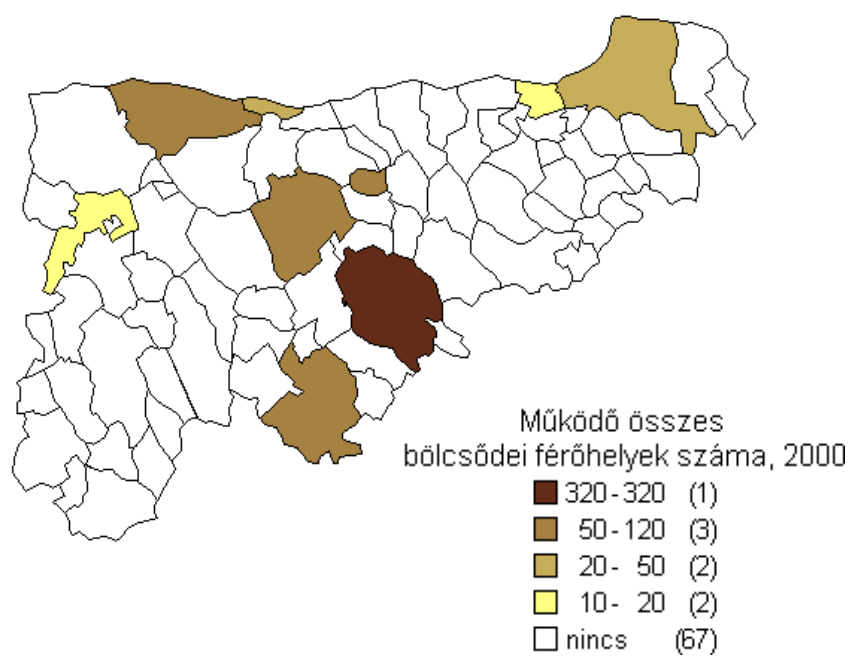 Működő összes
bölcsődei férőhelyek száma, 2000
320-320 (1)
50-120 (3)
20- 50 (2)
10- 20 (2)
nincs (67)